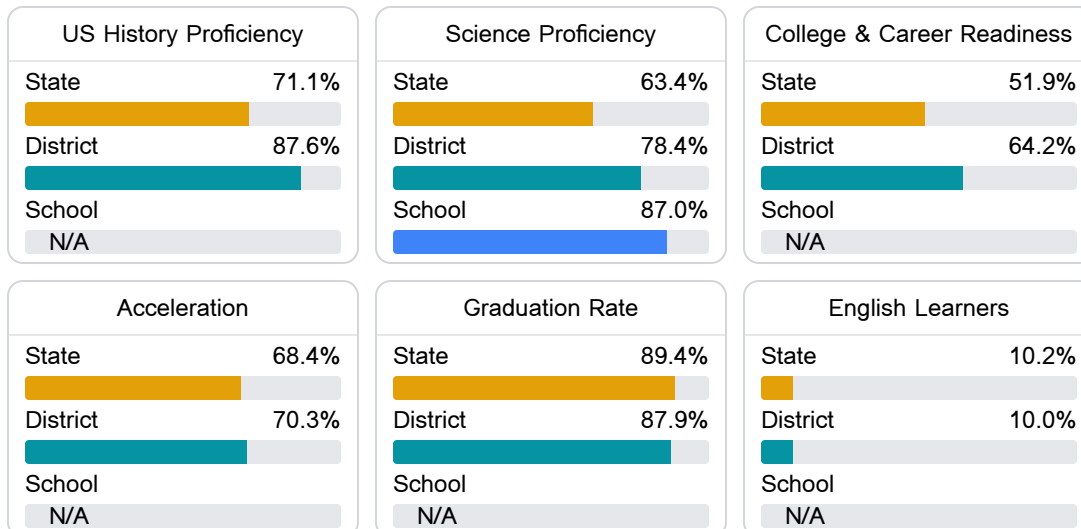 US History Proficiency
State 71.1%
District 87.6%
School
N/A
Science Proficiency
State 63.4%
District 78.4%
School 87.0%
College & Career Readiness
State 51.9%
District 64.2%
School
N/A
Acceleration
State 68.4%
District 70.3%
School
N/A
Graduation Rate
State 89.4%
District 87.9%
School
N/A
English Learners
State 10.2%
District 10.0%
School
N/A